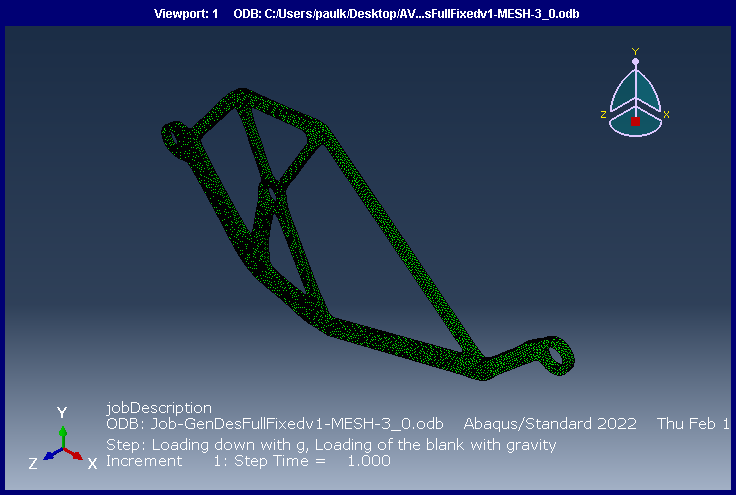 Viewport: 1 ODB: C:/Users/paulk/Desktop/AV...sFullFixedv1-MESH-3_0.odb
Y
Z X
Y
Z X
jobDescription
ODB: Job-GenDesFullFixedv1-MESH-3_0.odb Abaqus/Standard 2022 Thu Feb 1
Step: Loading down with g, Loading of the blank with gravity
Increment 1: Step Time = 1.000